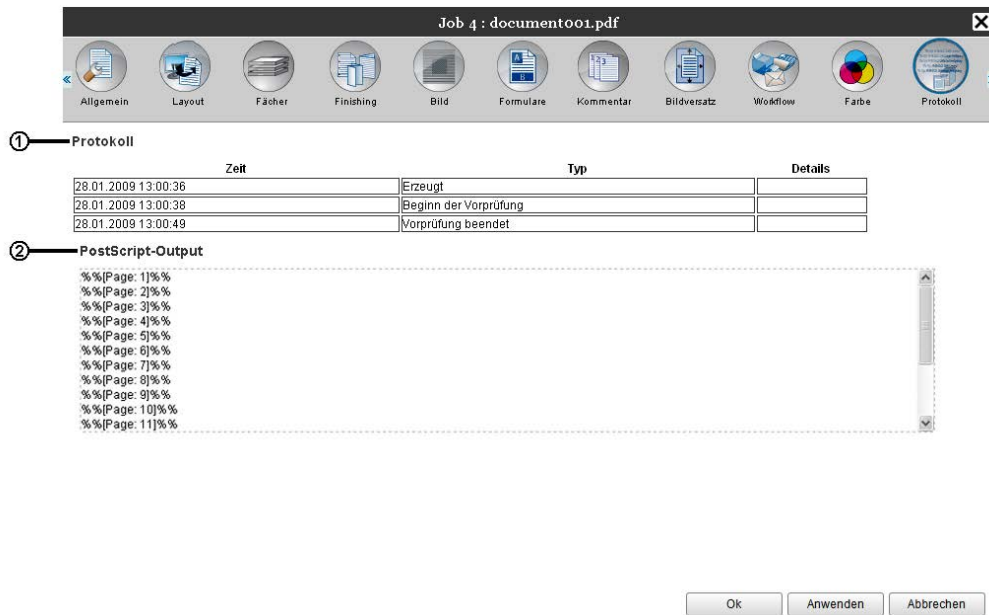 Job 4 : document001.pdf
«
Allgemein Layout Fächer Finishing Bild Formulare Kommentar Bildversatz Workflow Farbe Protokoll
1 Protokoll
Zeit Typ Details
28.01.2009 13:00:36 Erzeugt
28.01.2009 13:00:38 Beginn der Vorprüfung
28.01.2009 13:00:49 Vorprüfung beendet
2 PostScript-Output
%%[Page: 1]%%
%%[Page: 2]%%
%%[Page: 3]%%
%%[Page: 4]%%
%%[Page: 5]%%
%%[Page: 6]%%
%%[Page: 7]%%
%%[Page: 8]%%
%%[Page: 9]%%
%%[Page: 10]%%
%%[Page: 11]%%
Ok Anwenden Abbrechen